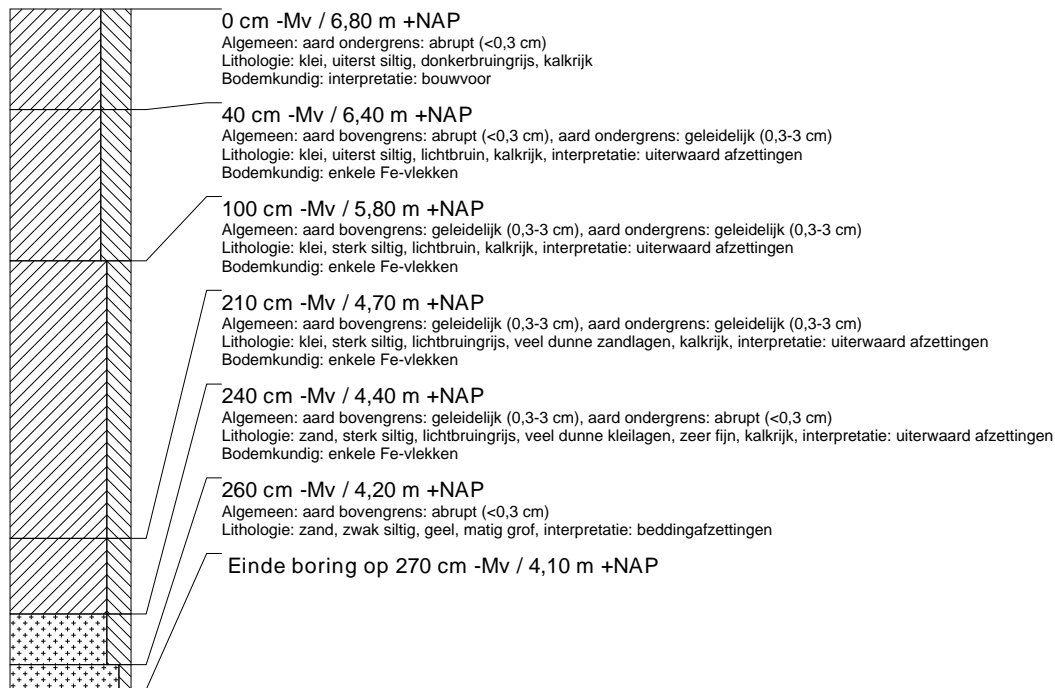 0 cm -Mv / 6,80 m +NAP
Algemeen: aard ondergrens: abrupt (<0,3 cm)
Lithologie: klei, uiterst siltig, donkerbruingrijs, kalkrijk
Bodemkundig: interpretatie: bouwvoor
40 cm -Mv / 6,40 m +NAP
Algemeen: aard bovengrens: abrupt (<0,3 cm), aard ondergrens: geleidelijk (0,3-3 cm)
Lithologie: klei, uiterst siltig, lichtbruin, kalkrijk, interpretatie: uiterwaard afzettingen
Bodemkundig: enkele Fe-vlekken
100 cm -Mv / 5,80 m +NAP
Algemeen: aard bovengrens: geleidelijk (0,3-3 cm), aard ondergrens: geleidelijk (0,3-3 cm)
Lithologie: klei, sterk siltig, lichtbruin, kalkrijk, interpretatie: uiterwaard afzettingen
Bodemkundig: enkele Fe-vlekken
210 cm -Mv / 4,70 m +NAP
Algemeen: aard bovengrens: geleidelijk (0,3-3 cm), aard ondergrens: geleidelijk (0,3-3 cm)
Lithologie: klei, sterk siltig, lichtbruingrijs, veel dunne zandlagen, kalkrijk, interpretatie: uiterwaard afzettingen
Bodemkundig: enkele Fe-vlekken
240 cm -Mv / 4,40 m +NAP
Algemeen: aard bovengrens: geleidelijk (0,3-3 cm), aard ondergrens: abrupt (<0,3 cm)
Lithologie: zand, sterk siltig, lichtbruingrijs, veel dunne kleilagen, zeer fijn, kalkrijk, interpretatie: uiterwaard afzettingen
Bodemkundig: enkele Fe-vlekken
260 cm -Mv / 4,20 m +NAP
Algemeen: aard bovengrens: abrupt (<0,3 cm)
Lithologie: zand, zwak siltig, geel, matig grof, interpretatie: beddingafzettingen
Einde boring op 270 cm -Mv / 4,10 m +NAP